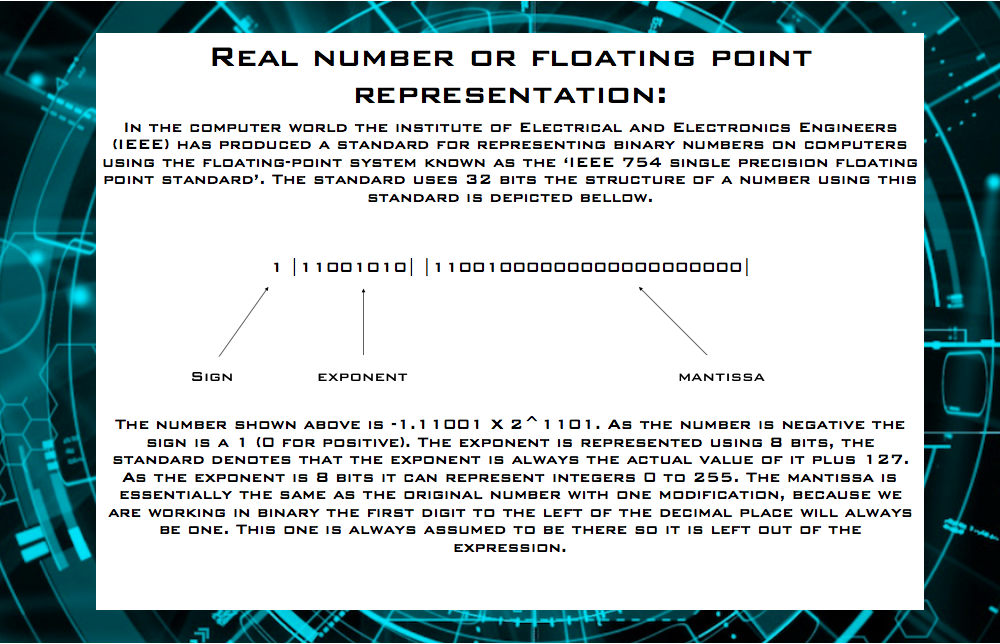 Real number or floating point
representation:
In the computer world the institute of Electrical and Electronics Engineers
(IEEE) has produced a standard for representing binary numbers on computers
using the floating-point system known as the ‘IEEE 754 single precision floating
point standard’. The standard uses 32 bits the structure of a number using this
standard is depicted bellow.
1 |11001010| |11001000000000000000000|
Sign exponent mantissa
The number shown above is -1.11001 X 2^1101. As the number is negative the
sign is a 1 (0 for positive). The exponent is represented using 8 bits, the
standard denotes that the exponent is always the actual value of it plus 127.
As the exponent is 8 bits it can represent integers 0 to 255. The mantissa is
essentially the same as the original number with one modification, because we
are working in binary the first digit to the left of the decimal place will always
be one. This one is always assumed to be there so it is left out of the
expression.